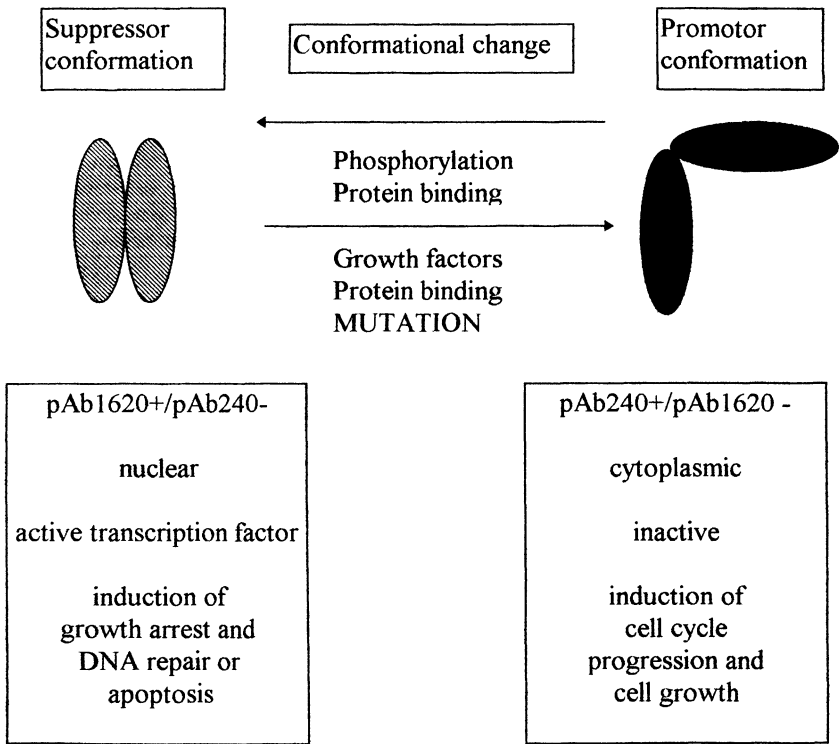 Suppressor
conformation
Conformational change
Promotor
conformation
Phosphorylation
Protein binding
Growth factors
Protein binding
MUTATION
pAb1620+/pAb240-
nuclear
active transcription factor
induction of
growth arrest and
DNA repair or
apoptosis
pAb240+/pAb1620 -
cytoplasmic
inactive
induction of
cell cycle
progression and
cell growth